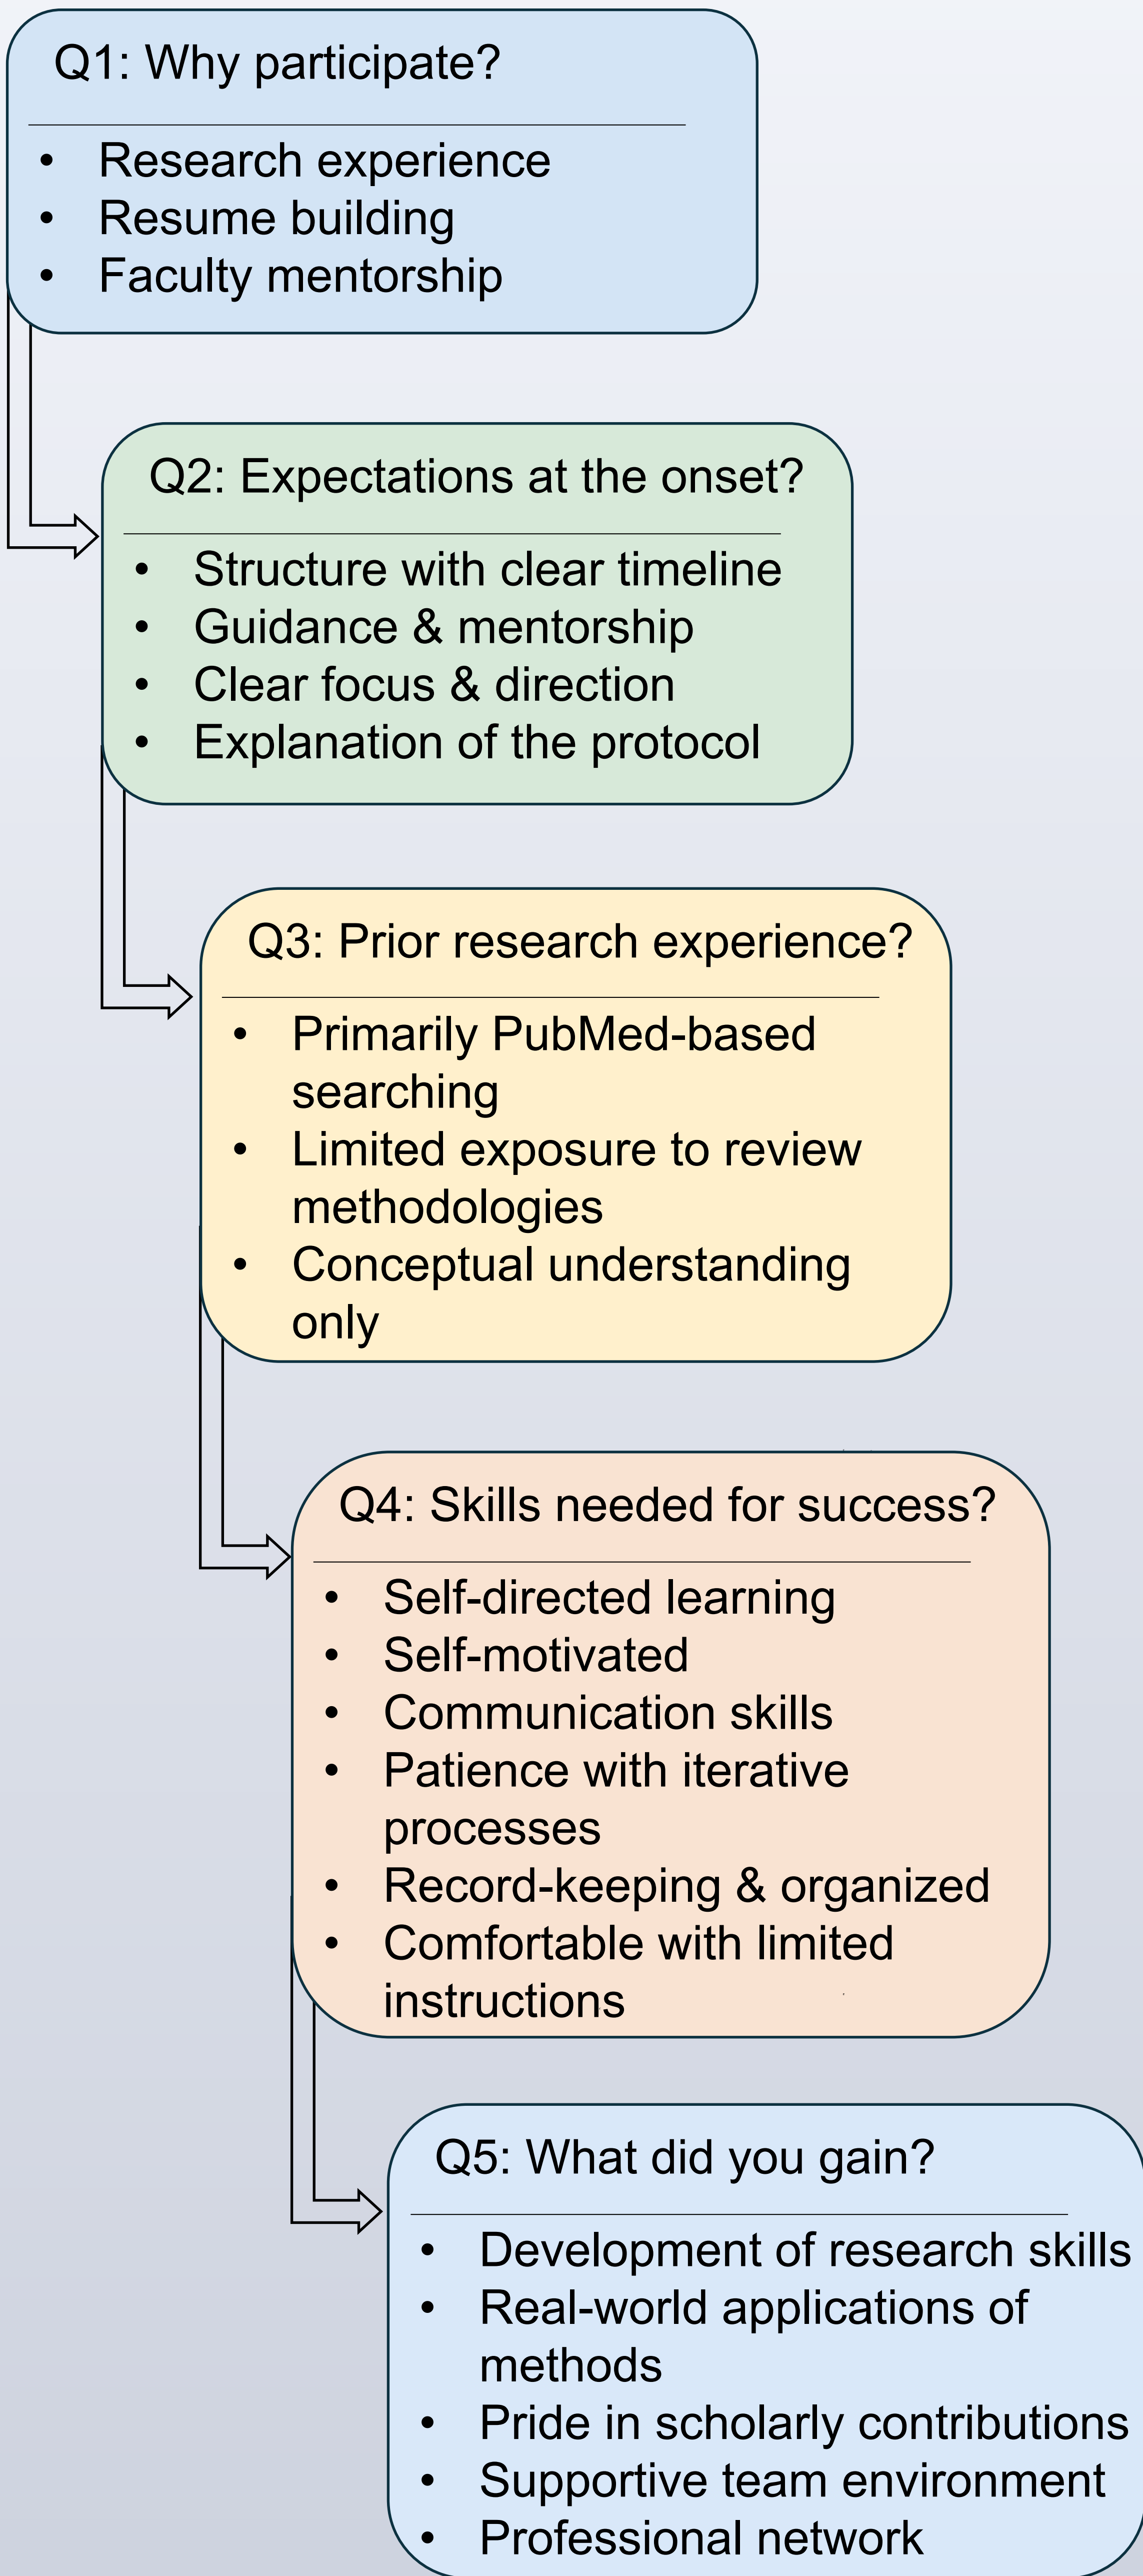 Q1: Why participate?
• Research experience
• Resume building
• Faculty mentorship
Q2: Expectations at the onset?
• Structure with clear timeline
• Guidance & mentorship
• Clear focus & direction
• Explanation of the protocol
Q3: Prior research experience?
• Primarily PubMed-based
searching
• Limited exposure to review
methodologies
• Conceptual understanding
only
Q4: Skills needed for success?
• Self-directed learning
• Self-motivated
• Communication skills
• Patience with iterative
processes
• Record-keeping & organized
• Comfortable with limited
instructions
Q5: What did you gain?
• Development of research skills
• Real-world applications of
methods
• Pride in scholarly contributions
• Supportive team environment
• Professional network